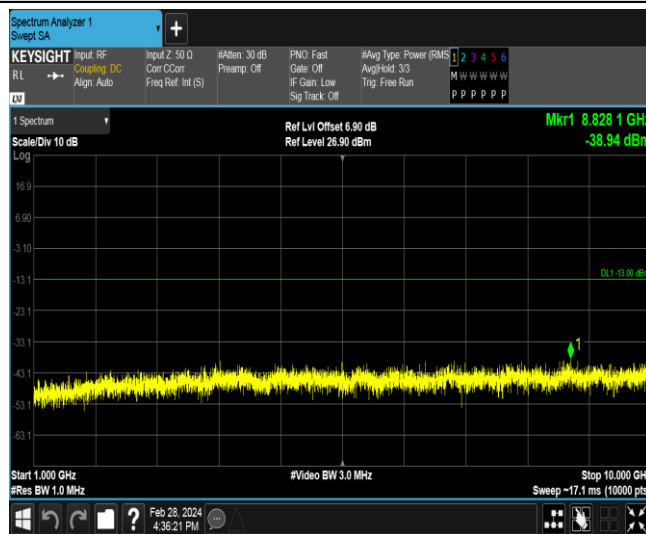 Spectrum Analyzer 1
Swept SA
+
KEYSIGHT
RL
LXI
Input: RF
Coupling: DC
Align: Auto
Input Z: 50 Ω
Corr CCorr
Freq Ref: Int (S)
#Atten: 30 dB
Preamp: Off
PNO: Fast
Gate: Off
IF Gain: Low
Sig Track: Off
#Avg Type: Power (RMS
Avg|Hold: 3/3
Trig: Free Run
1 2 3 4 5 6
M W W W W W
P P P P P P
1 Spectrum
Scale/Div 10 dB
Log
Ref Lvl Offset 6.90 dB
Ref Level 26.90 dBm
Mkr1 8.828 1 GHz
-38.94 dBm
16.9
6.90
-3.10
-13.1
DL1 -13.00 dBm
-23.1
-33.1
1
-43.1
-53.1
-63.1
Start 1.000 GHz
#Res BW 1.0 MHz
#Video BW 3.0 MHz
Stop 10.000 GH
Sweep ~17.1 ms (10000 pts
?
Feb 28, 2024
4:36:21 PM